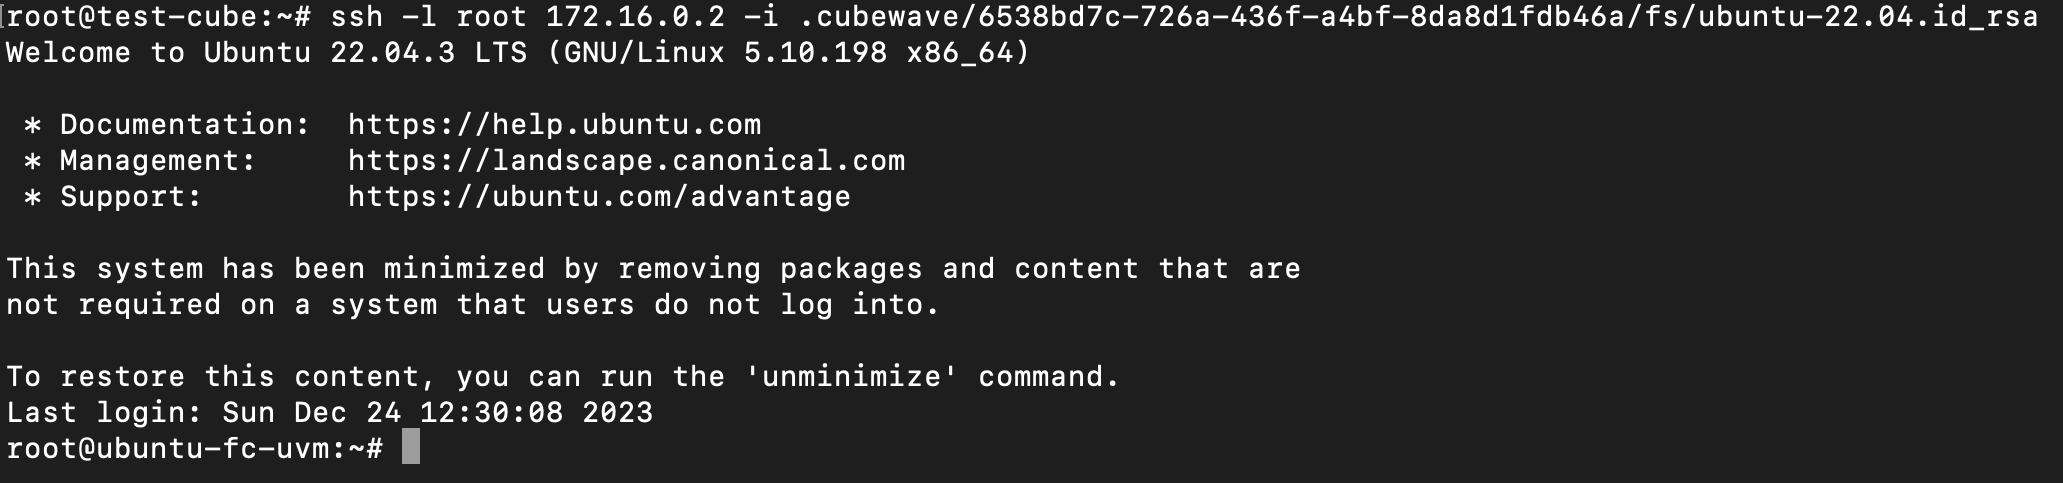 root@test-cube:~# ssh -l root 172.16.0.2 -i .cubewave/6538bd7c-726a-436f-a4bf-8da8d1fdb46a/fs/ubuntu-22.04.id_rsa
Welcome to Ubuntu 22.04.3 LTS (GNU/Linux 5.10.198 x86_64)
* Documentation:  https://help.ubuntu.com
* Management:     https://landscape.canonical.com
* Support:        https://ubuntu.com/advantage
This system has been minimized by removing packages and content that are
not required on a system that users do not log into.
To restore this content, you can run the 'unminimize' command.
Last login: Sun Dec 24 12:30:08 2023
root@ubuntu-fc-uvm:~#